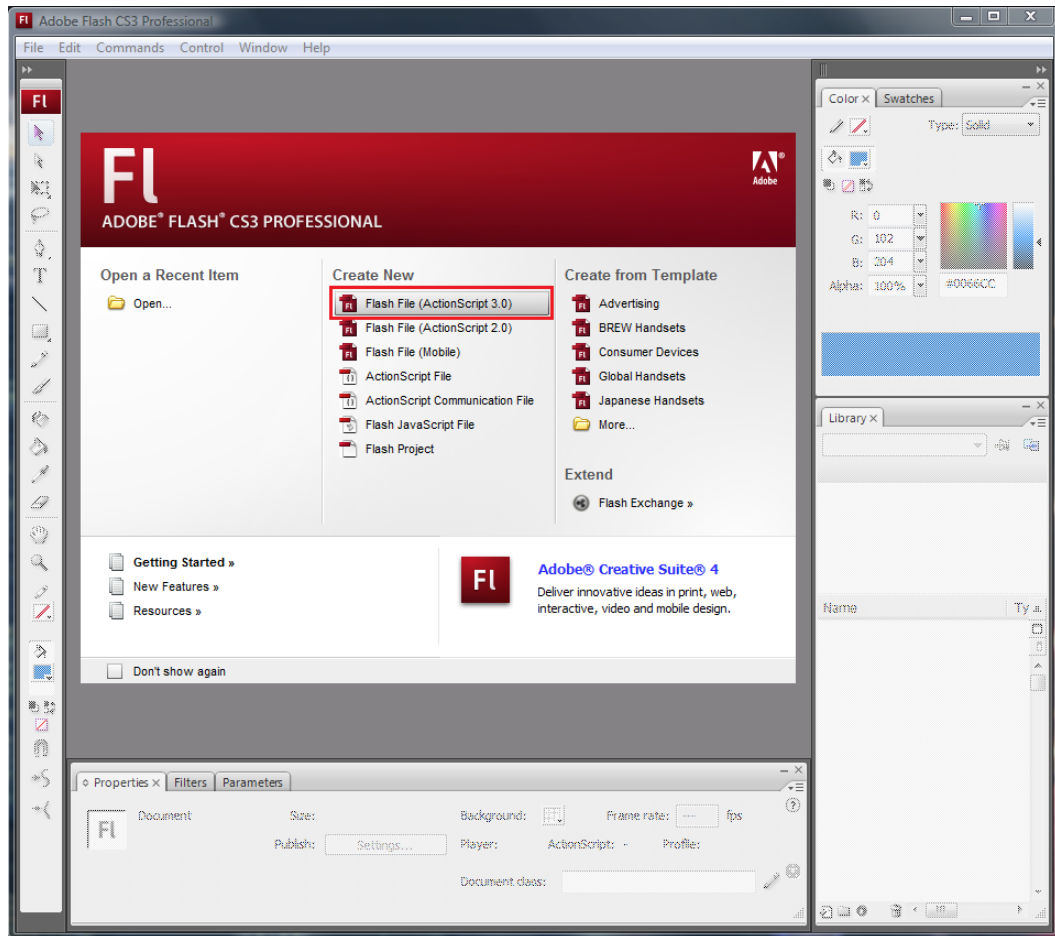 Adobe Flash CS3 Professional
File Edit Commands Control Window Help
Fl
Fl
Adobe
ADOBE® FLASH® CS3 PROFESSIONAL
Open a Recent Item
Open...
Create New
Flash File (ActionScript 3.0)
Flash File (ActionScript 2.0)
Flash File (Mobile)
ActionScript File
ActionScript Communication File
Flash JavaScript File
Flash Project
Create from Template
Advertising
BREW Handsets
Consumer Devices
Global Handsets
Japanese Handsets
More...
Extend
Flash Exchange »
Getting Started »
New Features »
Resources »
Fl
Adobe® Creative Suite® 4
Deliver innovative ideas in print, web,
interactive, video and mobile design.
Don't show again
Color Swatches
Type: Solid
R: 0
G: 102
B: 204
Alpha: 100% #0066CC
Library
Name Ty...
Properties Filters Parameters
Fl
Document Size: Background: Frame rate: --- fps
Publish: Settings... Player: ActionScript: - Profile:
Document class: